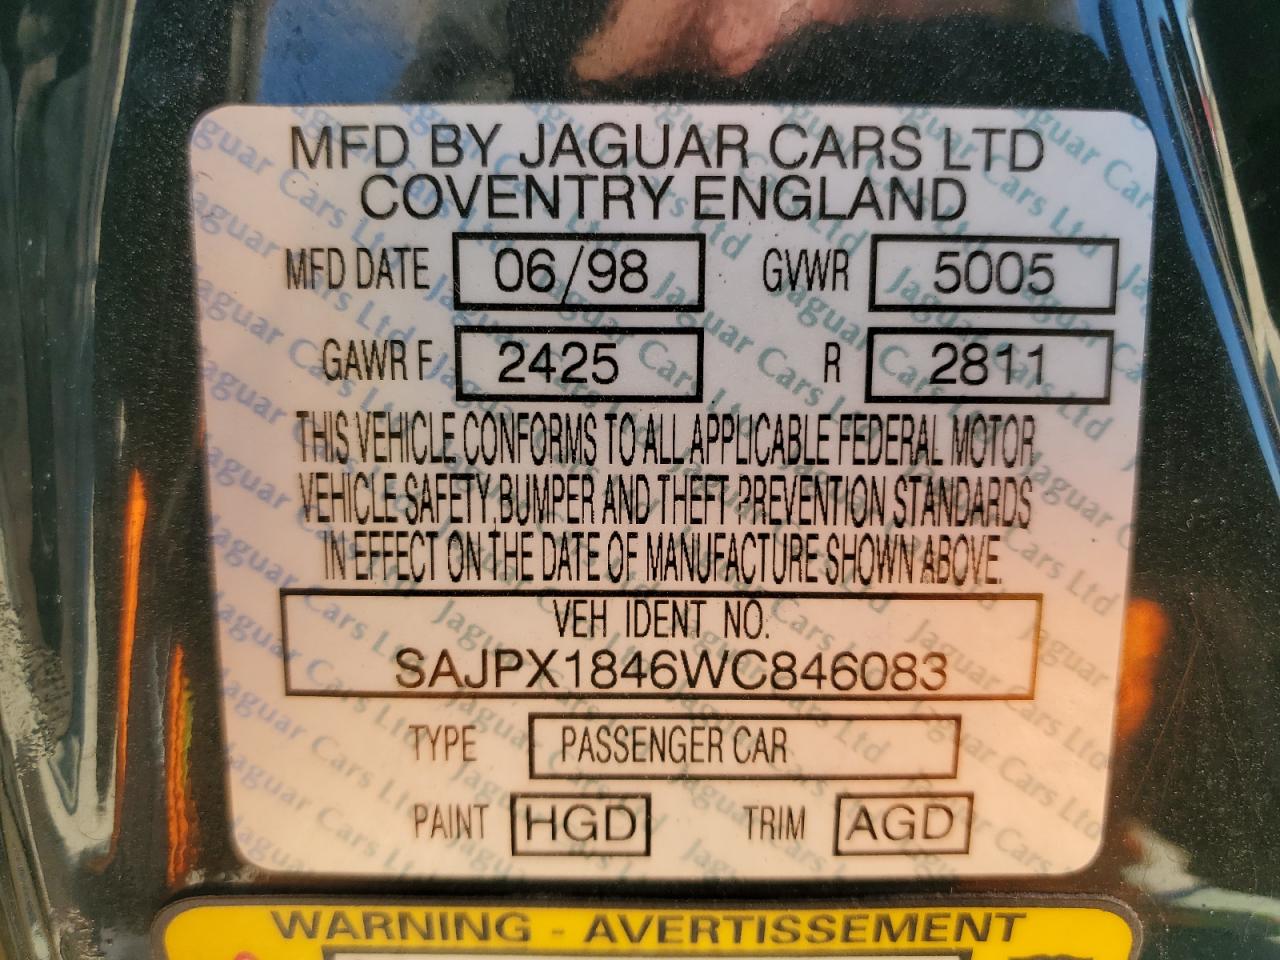 MFD BY JAGUAR CARS LTD
COVENTRY ENGLAND
MFD DATE 06/98 GVWR 5005
GAWR F 2425 R 2811
THIS VEHICLE CONFORMS TO ALL APPLICABLE FEDERAL MOTOR
VEHICLE SAFETY, BUMPER AND THEFT PREVENTION STANDARDS
IN EFFECT ON THE DATE OF MANUFACTURE SHOWN ABOVE.
VEH IDENT NO.
SAJPX1846WC846083
TYPE PASSENGER CAR
PAINT HGD TRIM AGD
WARNING - AVERTISSEMENT